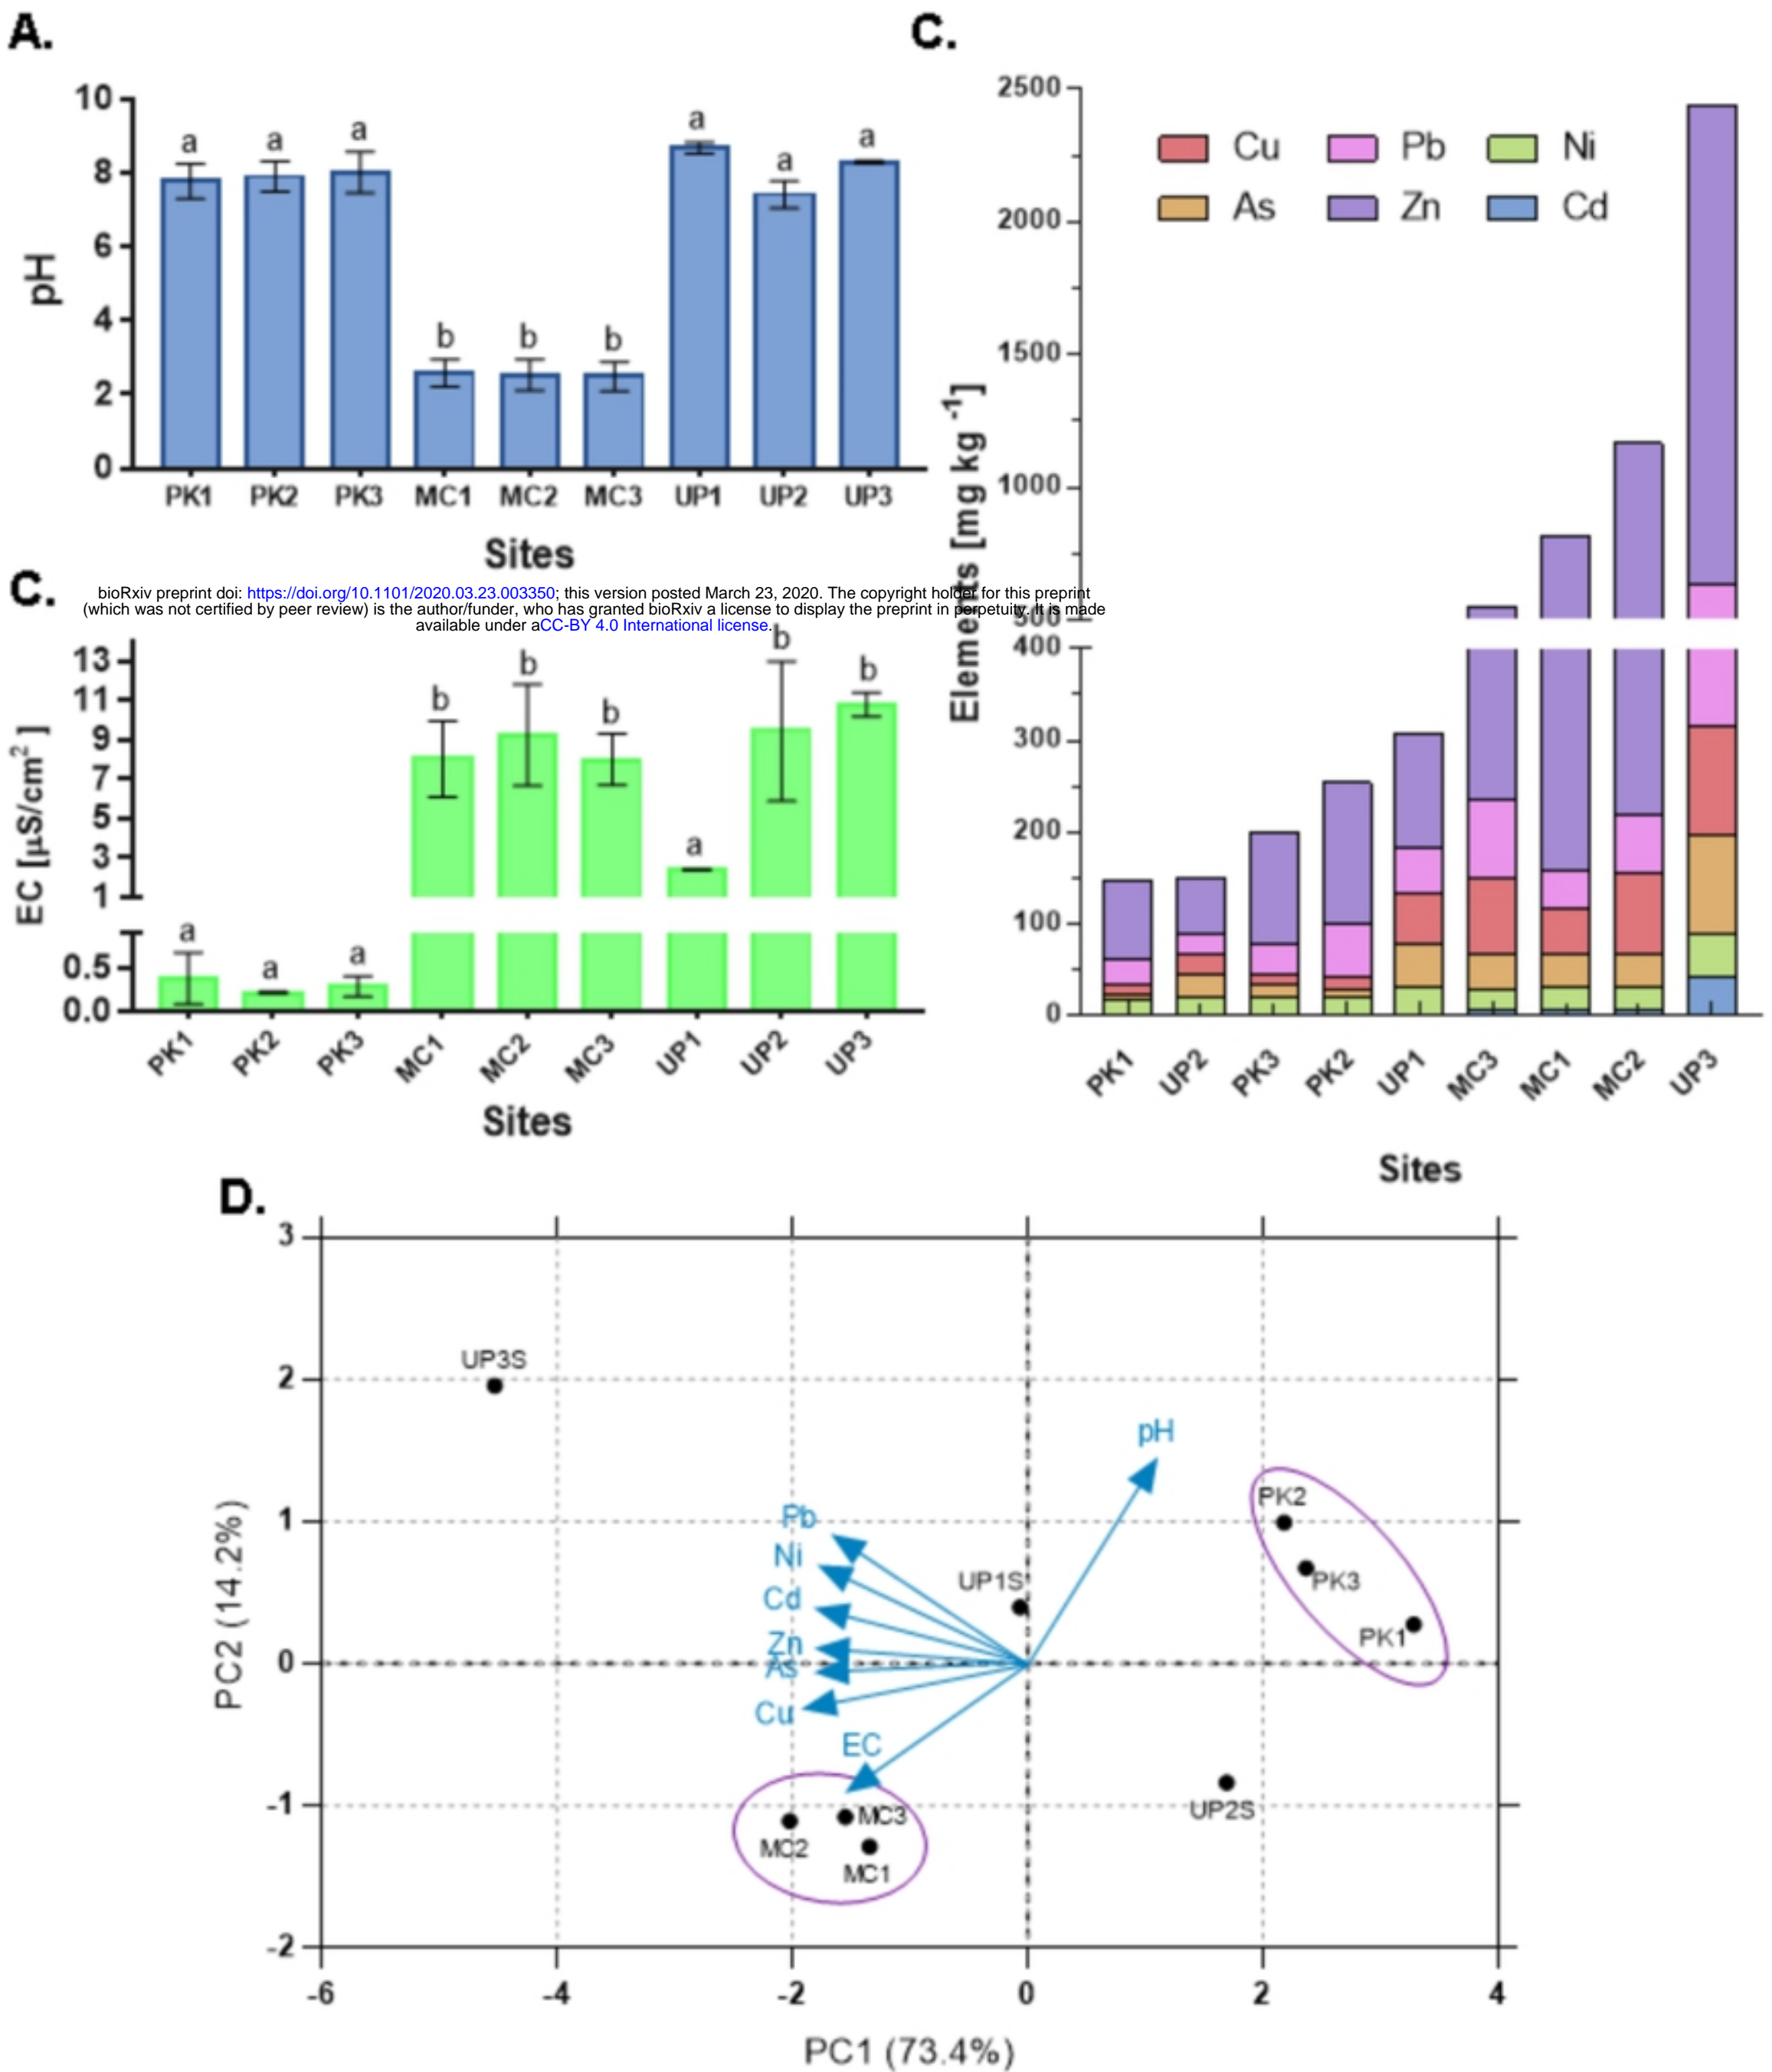 A.
10
8
6
4
2
0
pH
a a a b b b a a a
PK1 PK2 PK3 MC1 MC2 MC3 UP1 UP2 UP3
Sites
C.
bioRxiv preprint doi: https://doi.org/10.1101/2020.03.23.003350; this version posted March 23, 2020. The copyright holder for this preprint
(which was not certified by peer review) is the author/funder, who has granted bioRxiv a license to display the preprint in perpetuity. It is made
available under aCC-BY 4.0 International license.
13
11
9
7
5
3
1
0.5
0.0
EC [µS/cm2 ]
a a a b b b a b b
PK1 PK2 PK3 MC1 MC2 MC3 UP1 UP2 UP3
Sites
C.
2500
2000
1500
1000
500
400
300
200
100
0
Elements [mg kg -1]
Cu Pb Ni
As Zn Cd
PK1 UP2 PK3 PK2 UP1 MC3 MC1 MC2 UP3
Sites
D.
3
2
1
0
-1
-2
PC2 (14.2%)
UP3S
pH
PK2
Pb
Ni
UP1S
PK3
Cd
PK1
Zn
As
Cu
EC
UP2S
MC3
MC2
MC1
-6 -4 -2 0 2 4
PC1 (73.4%)